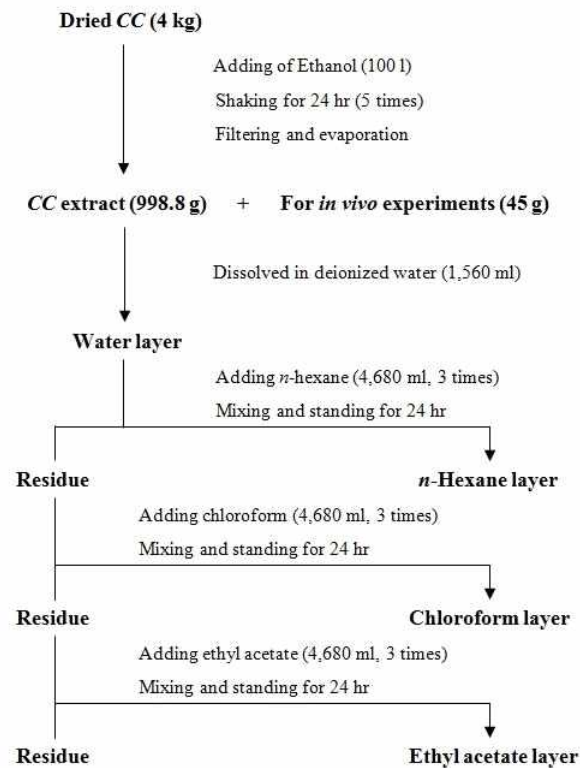 Dried CC (4 kg)
Adding of Ethanol (100 l)
Shaking for 24 hr (5 times)
Filtering and evaporation
CC extract (998.8 g) + For in vivo experiments (45 g)
Dissolved in deionized water (1,560 ml)
Water layer
Adding n-hexane (4,680 ml, 3 times)
Mixing and standing for 24 hr
Residue n-Hexane layer
Adding chloroform (4,680 ml, 3 times)
Mixing and standing for 24 hr
Residue Chloroform layer
Adding ethyl acetate (4,680 ml, 3 times)
Mixing and standing for 24 hr
Residue Ethyl acetate layer